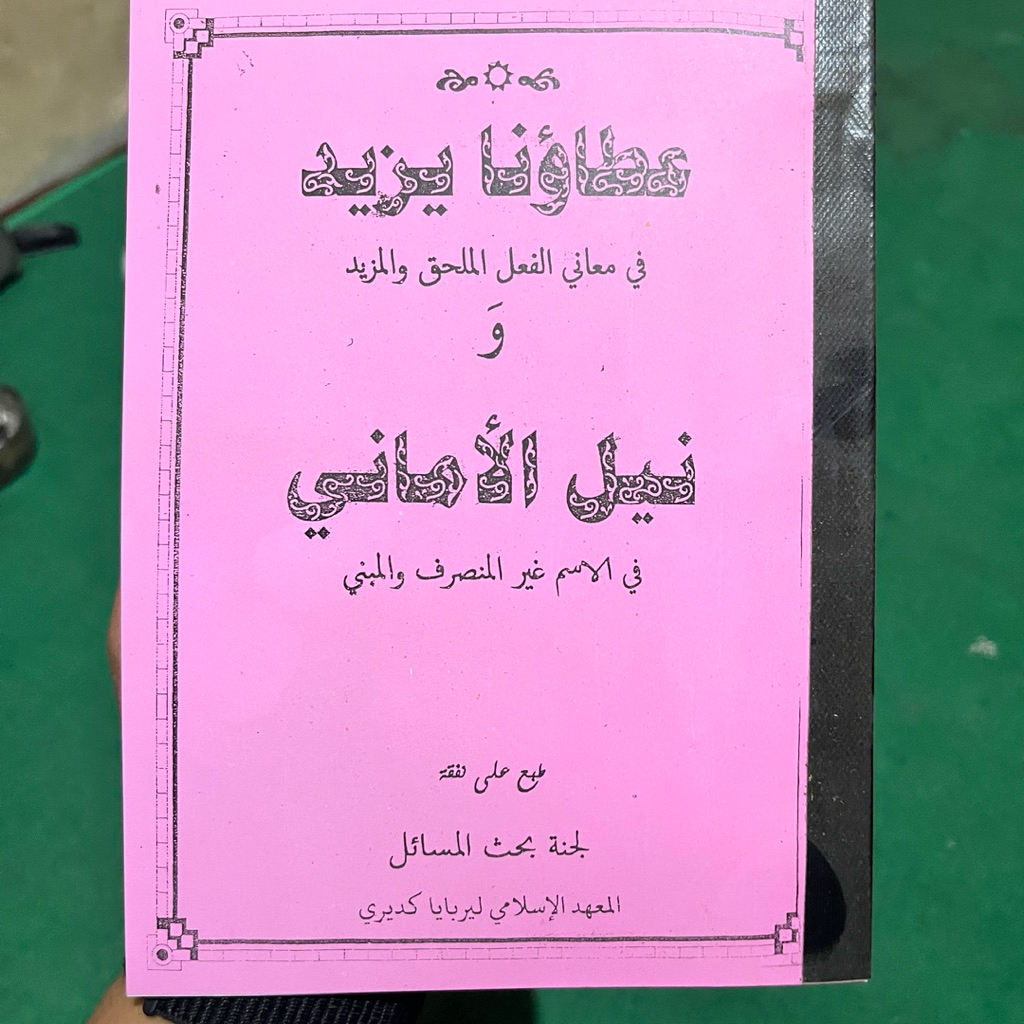 عطاؤنا يزيد
في معاني الفعل الملحق والمزيد
وَ
نيل الأماني
في الاسم غير المنصرف والمبني
طبع على نفقة
لجنة بحث المسائل
المعهد الإسلامي ليربايا كديري